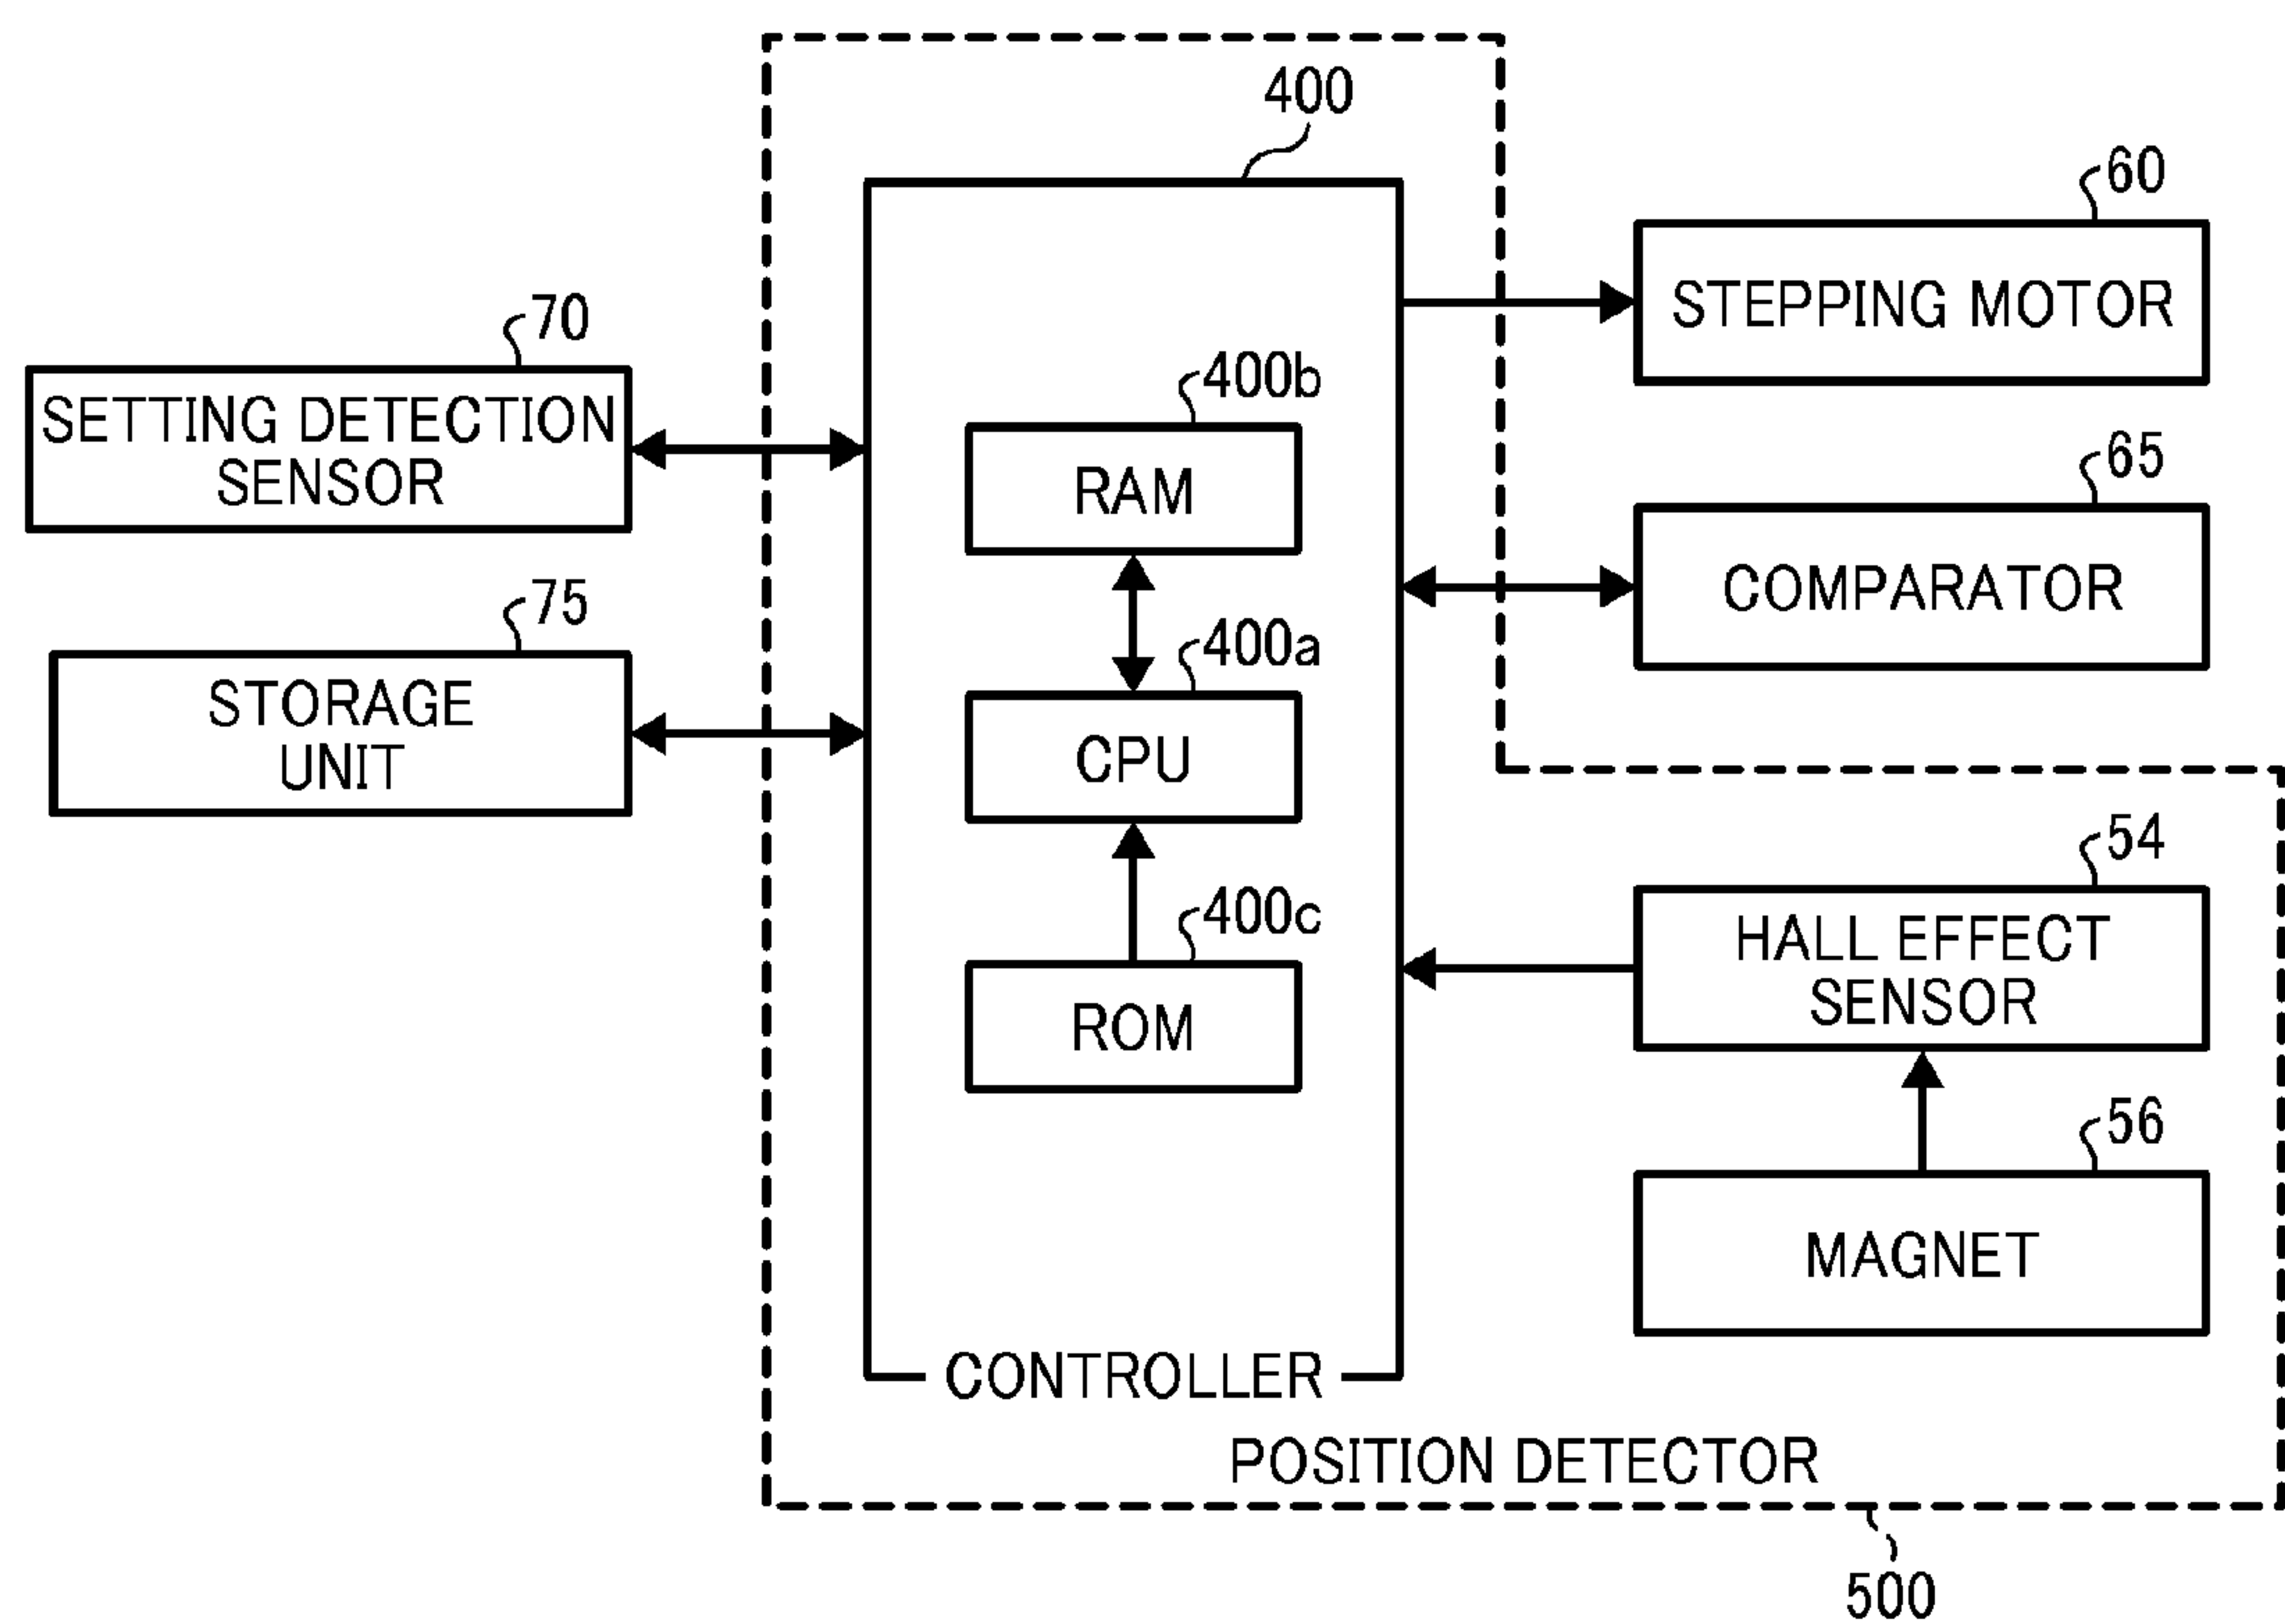 400
60
STEPPING MOTOR
70
SETTING DETECTION
SENSOR
400b
RAM
65
COMPARATOR
75
STORAGE
UNIT
400a
CPU
54
HALL EFFECT
SENSOR
400c
ROM
56
MAGNET
CONTROLLER
POSITION DETECTOR
500